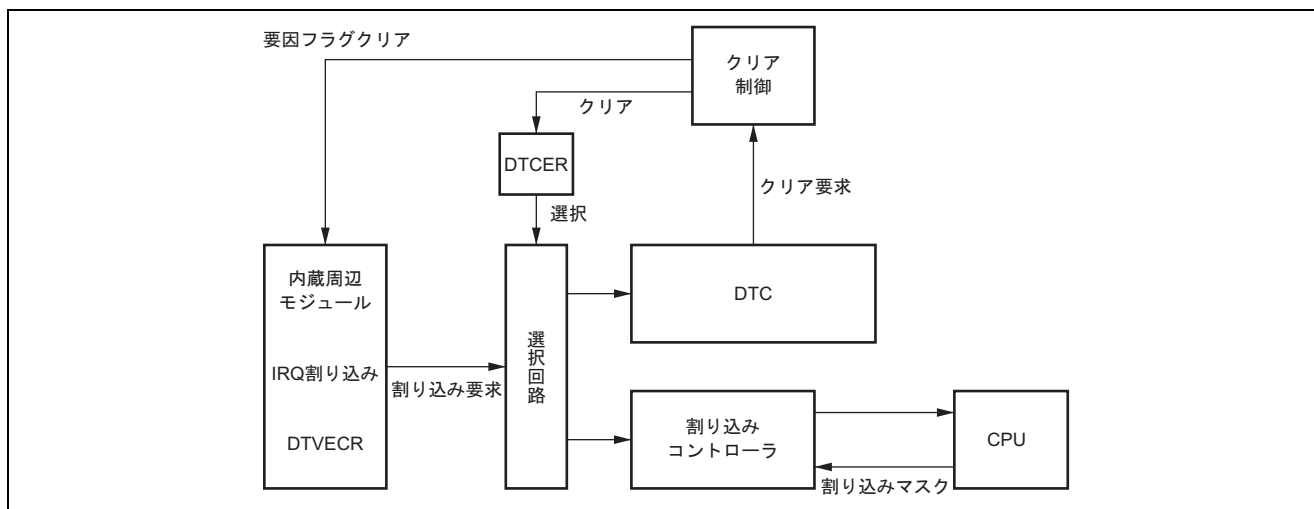 要因フラグクリア
クリア
制御
クリア
DTCER
クリア要求
選択
内蔵周辺
モジュール
IRQ割り込み
DTVECR
割り込み要求
選択回路
DTC
割り込み
コントローラ
CPU
割り込みマスク